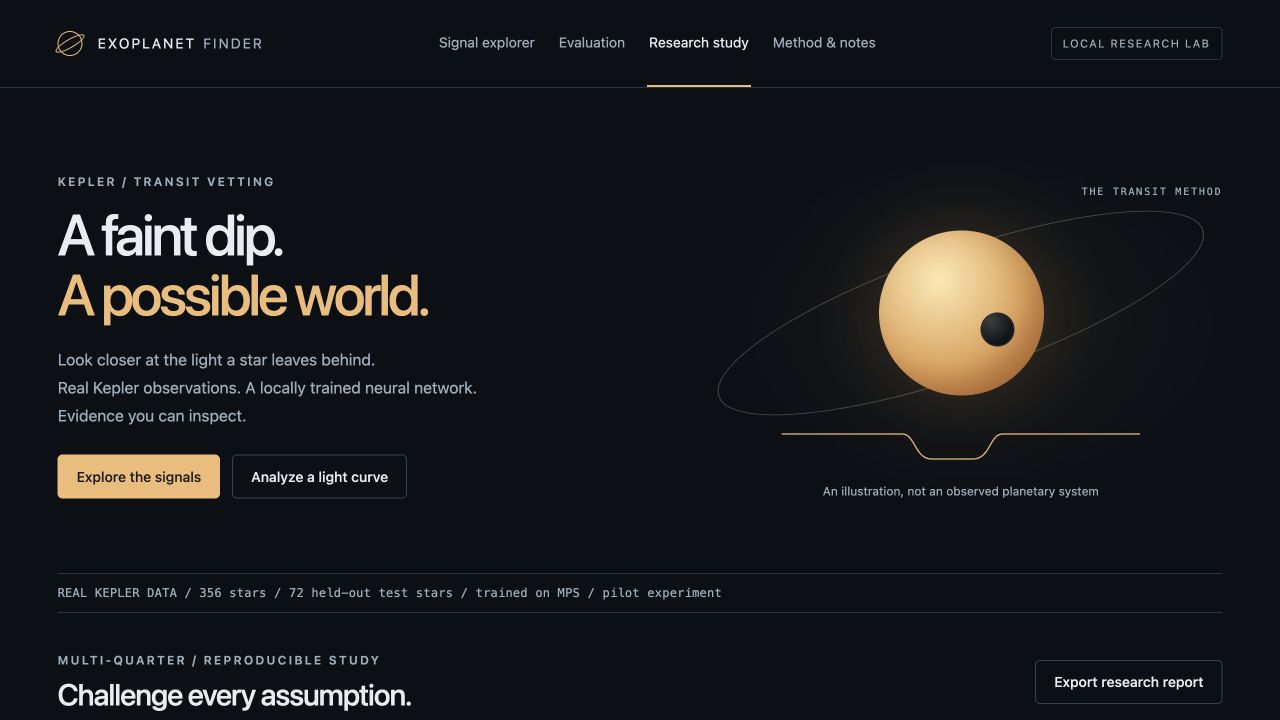 EXOPLANET FINDER
Signal explorer
Evaluation
Research study
Method & notes
LOCAL RESEARCH LAB
KEPLER / TRANSIT VETTING
A faint dip.
A possible world.
Look closer at the light a star leaves behind.
Real Kepler observations. A locally trained neural network.
Evidence you can inspect.
Explore the signals
Analyze a light curve
THE TRANSIT METHOD
An illustration, not an observed planetary system
REAL KEPLER DATA / 356 stars / 72 held-out test stars / trained on MPS / pilot experiment
MULTI-QUARTER / REPRODUCIBLE STUDY
Challenge every assumption.
Export research report